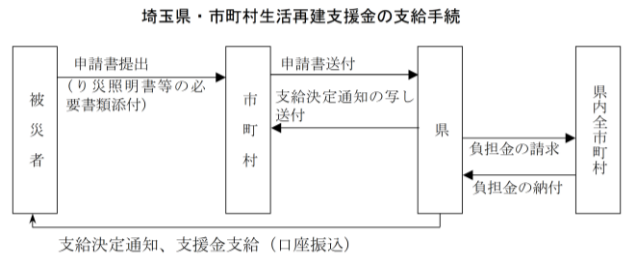 埼玉県・市町村生活再建支援金の支給手続
被災者
申請書提出
(り災照明書等の必
要書類添付)
市町村
申請書送付
支給決定通知の写し
送付
県
負担金の請求
負担金の納付
県内全市町村
支給決定通知、支援金支給（口座振込）